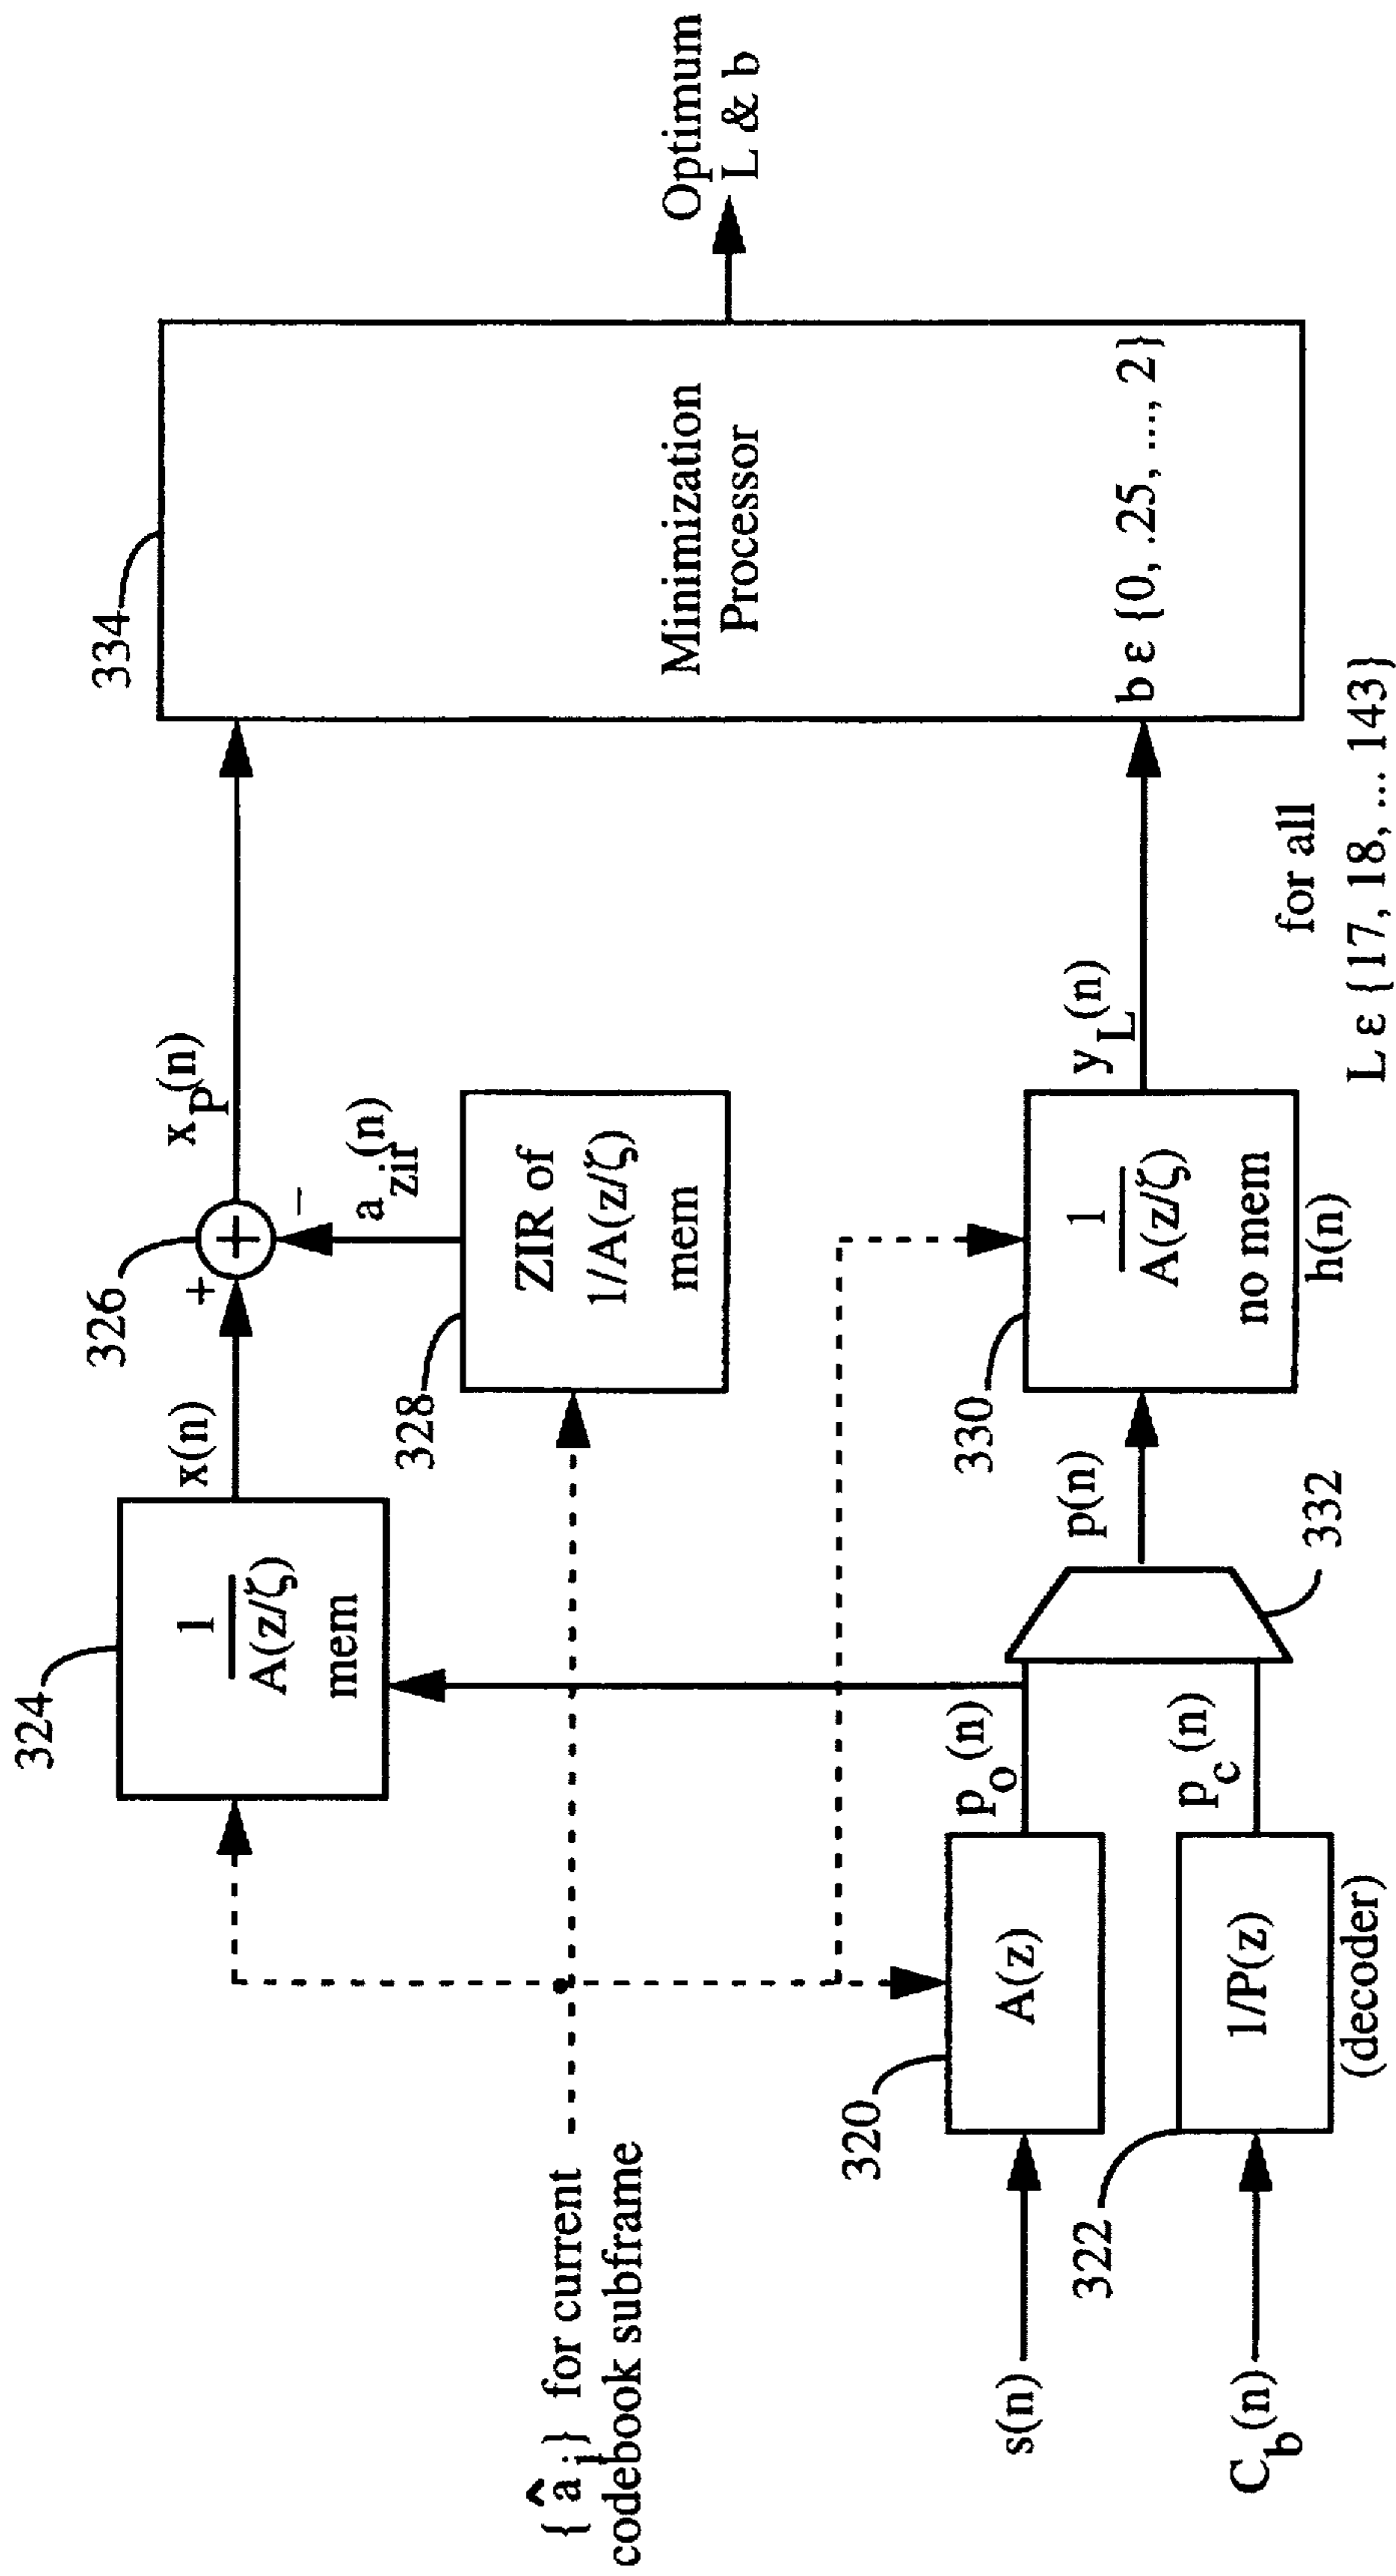 324
1
A(z/ζ)
mem
x(n)
326
+
+
−
x_P(n)
334
Minimization
Processor
b ε {0, .25, ..., 2}
Optimum
L & b
{ â_i } for current
codebook subframe
328
ZIR of
1/A(z/ζ)
mem
a_zir(n)
s(n)
320
A(z)
p_o(n)
C_b(n)
322
1/P(z)
(decoder)
p_c(n)
332
p(n)
330
1
A(z/ζ)
no mem
h(n)
y_L(n)
for all
L ε {17, 18, ... 143}